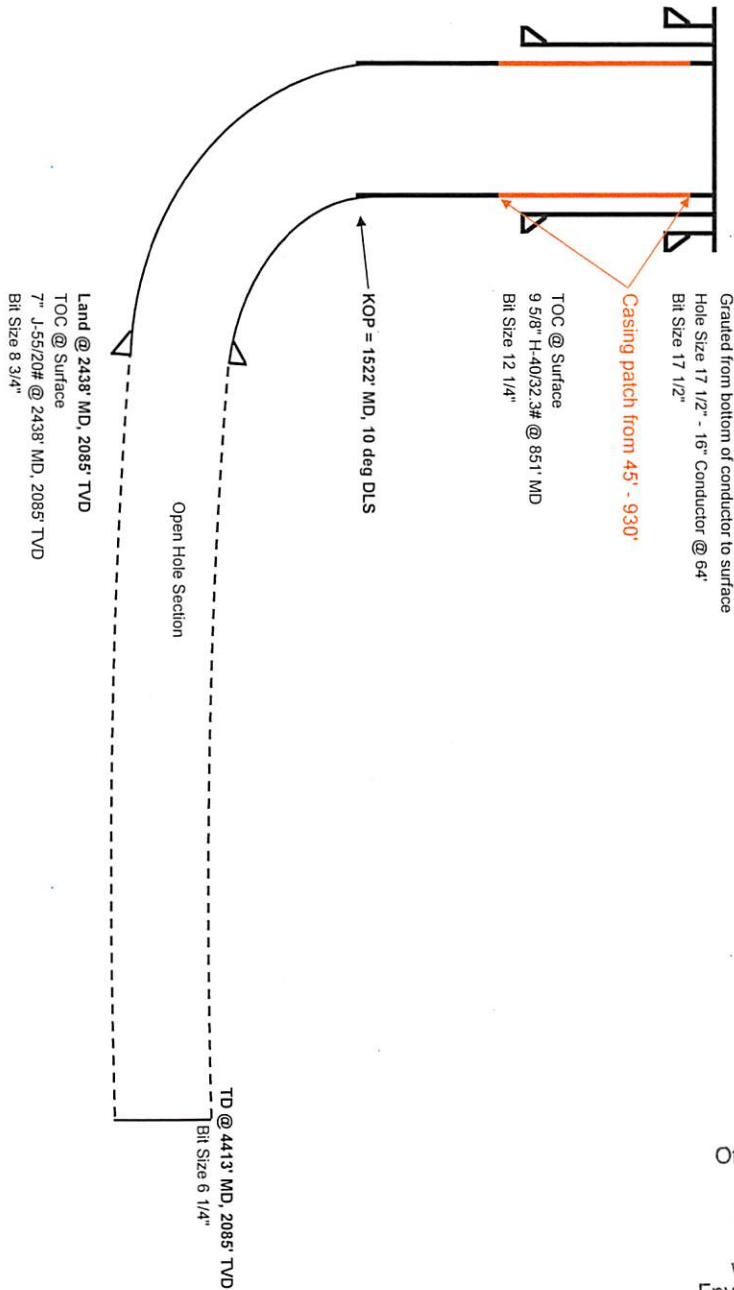 Grauted from bottom of conductor to surface
Hole Size 17 1/2" - 16" Conductor @ 64'
Bit Size 17 1/2"
Casing patch from 45' - 930'
TOC @ Surface
9 5/8" H-40/32.3# @ 851' MD
Bit Size 12 1/4"
KOP = 1522' MD, 10 deg DLS
Land @ 2438' MD, 2085' TVD
TOC @ Surface
7" J-55/20# @ 2438' MD, 2085' TVD
Bit Size 8 3/4"
Open Hole Section
TD @ 4413' MD, 2085' TVD
Bit Size 6 1/4"